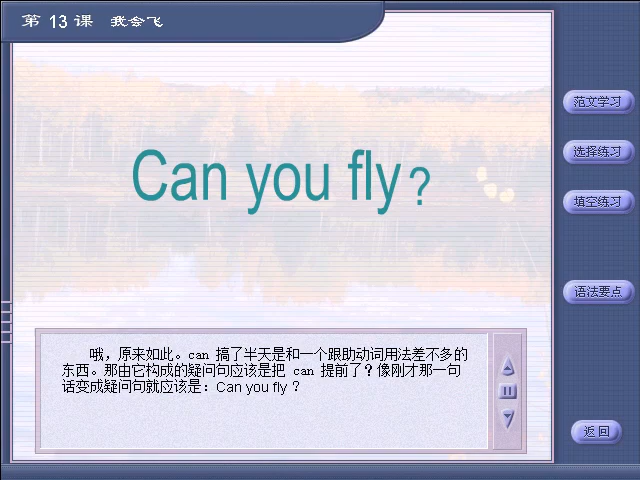 第 13 课 我会飞
范文学习
选择练习
填空练习
Can you fly?
语法要点
哦，原来如此。can 搞了半天是和一个跟助动词用法差不多的
东西。那由它构成的疑问句应该是把 can 提前了？像刚才那一句
话变成疑问句就应该是：Can you fly ？
返回